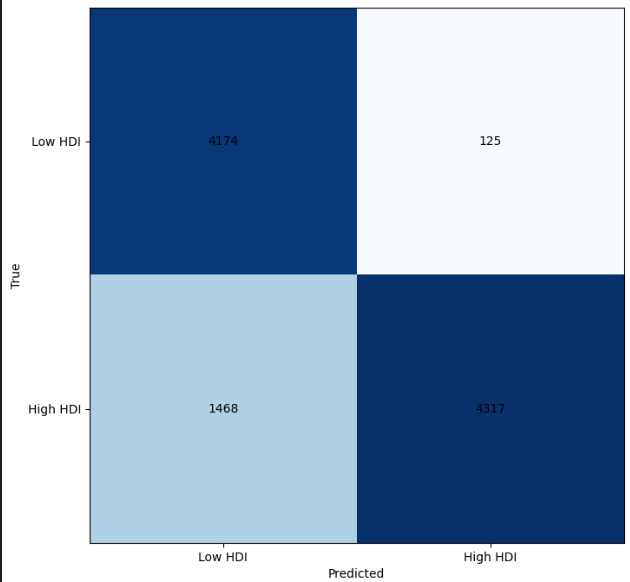 Low HDI
4174
125
True
High HDI
1468
4317
Low HDI
High HDI
Predicted